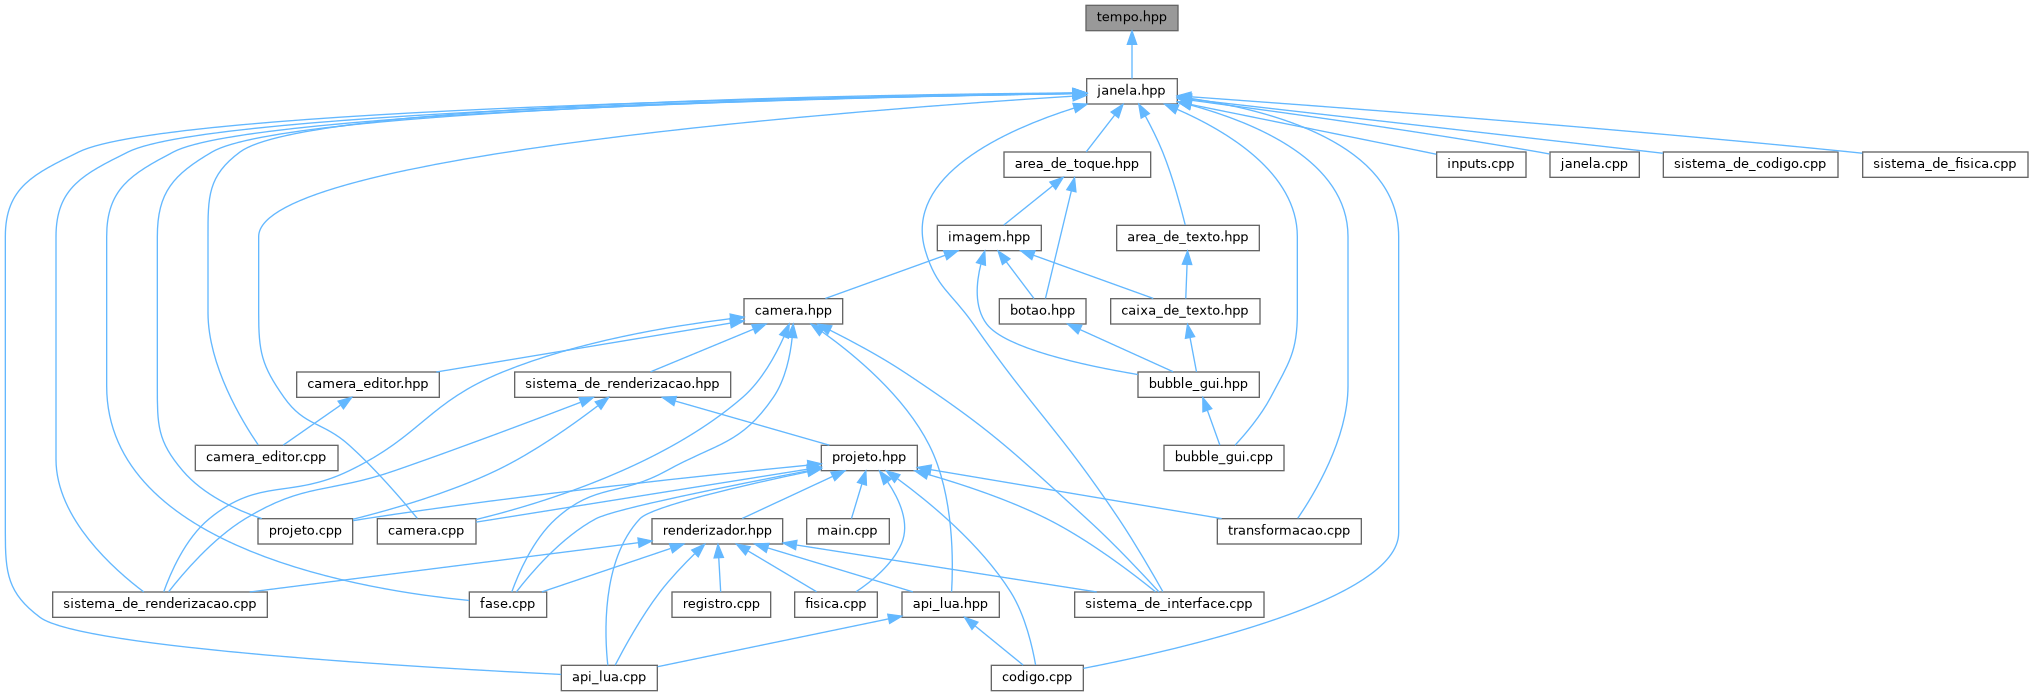 tempo.hpp
janela.hpp
area_de_toque.hpp
inputs.cpp
janela.cpp
sistema_de_codigo.cpp
sistema_de_fisica.cpp
imagem.hpp
area_de_texto.hpp
camera.hpp
botao.hpp
caixa_de_texto.hpp
camera_editor.hpp
sistema_de_renderizacao.hpp
bubble_gui.hpp
camera_editor.cpp
projeto.hpp
bubble_gui.cpp
projeto.cpp
camera.cpp
renderizador.hpp
main.cpp
transformacao.cpp
sistema_de_renderizacao.cpp
fase.cpp
registro.cpp
fisica.cpp
api_lua.hpp
sistema_de_interface.cpp
api_lua.cpp
codigo.cpp